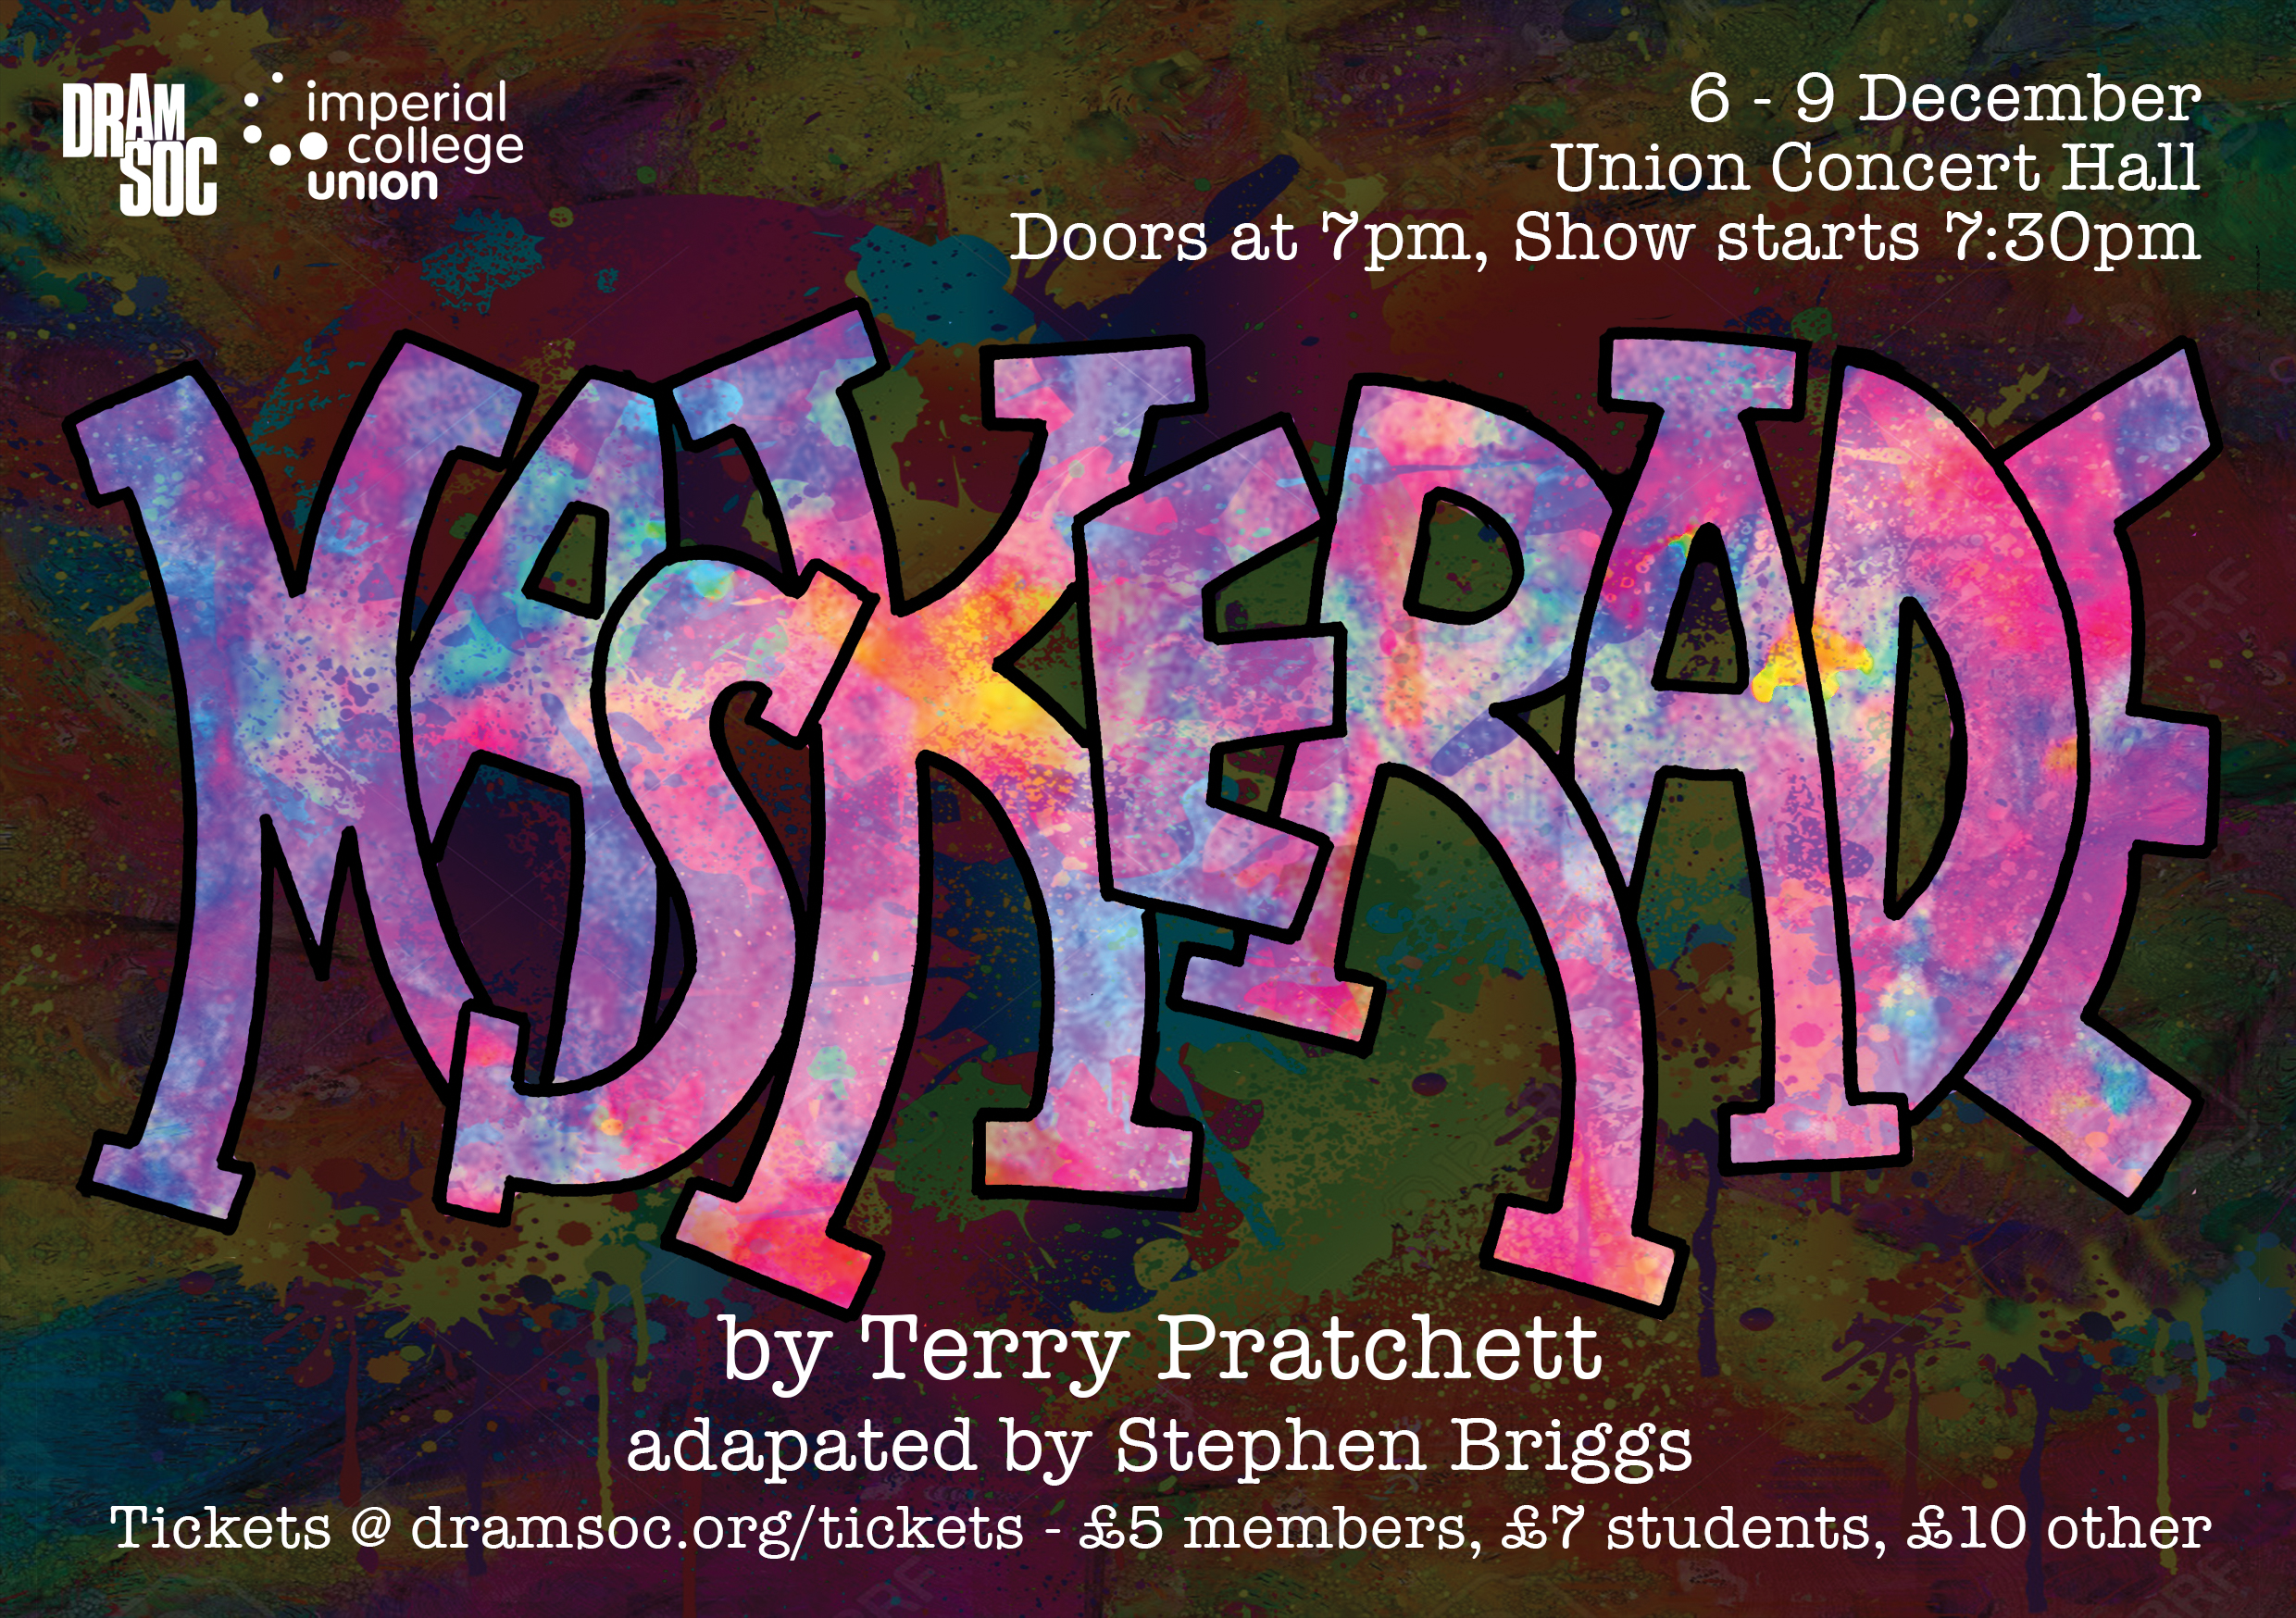 DRAM
SOC
imperial
college
union
6 - 9 December
Union Concert Hall
Doors at 7pm, Show starts 7:30pm
MASKERADE
by Terry Pratchett
adapated by Stephen Briggs
Tickets @ dramsoc.org/tickets - £5 members, £7 students, £10 other